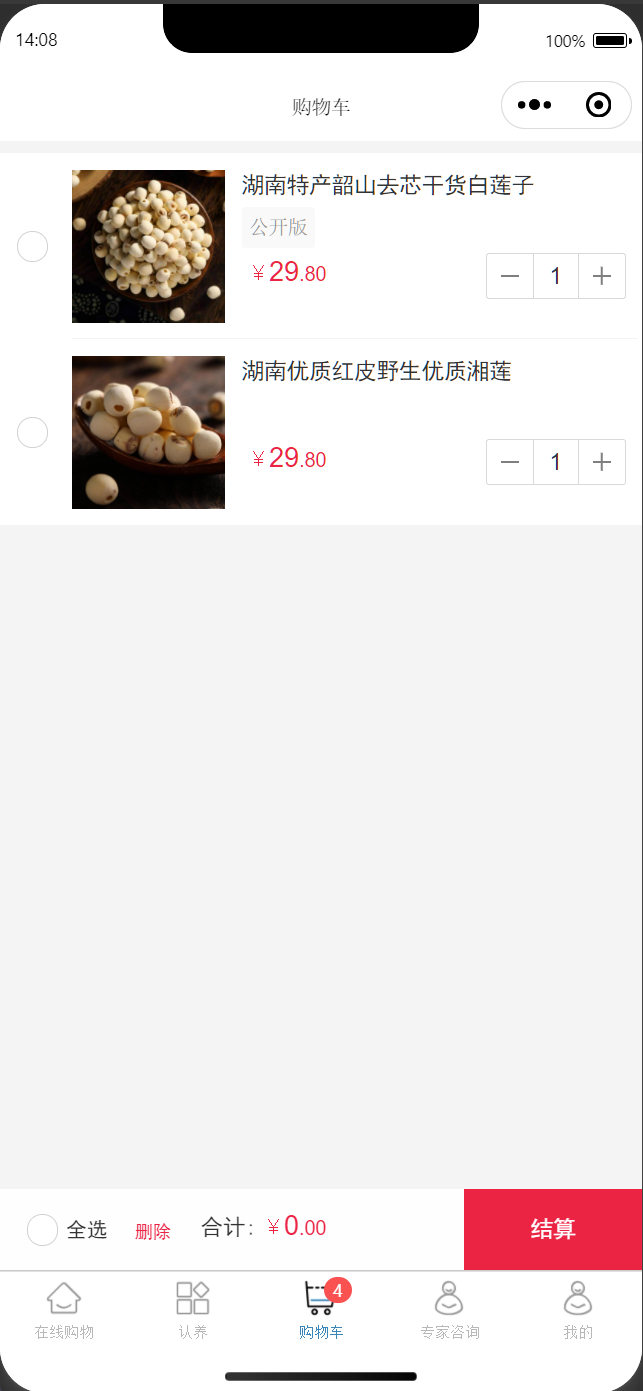 14:08
100%
购物车
湖南特产韶山去芯干货白莲子
公开版
￥29.80
1
湖南优质红皮野生优质湘莲
￥29.80
1
全选 删除 合计：￥0.00 结算
4
在线购物 认养 购物车 专家咨询 我的